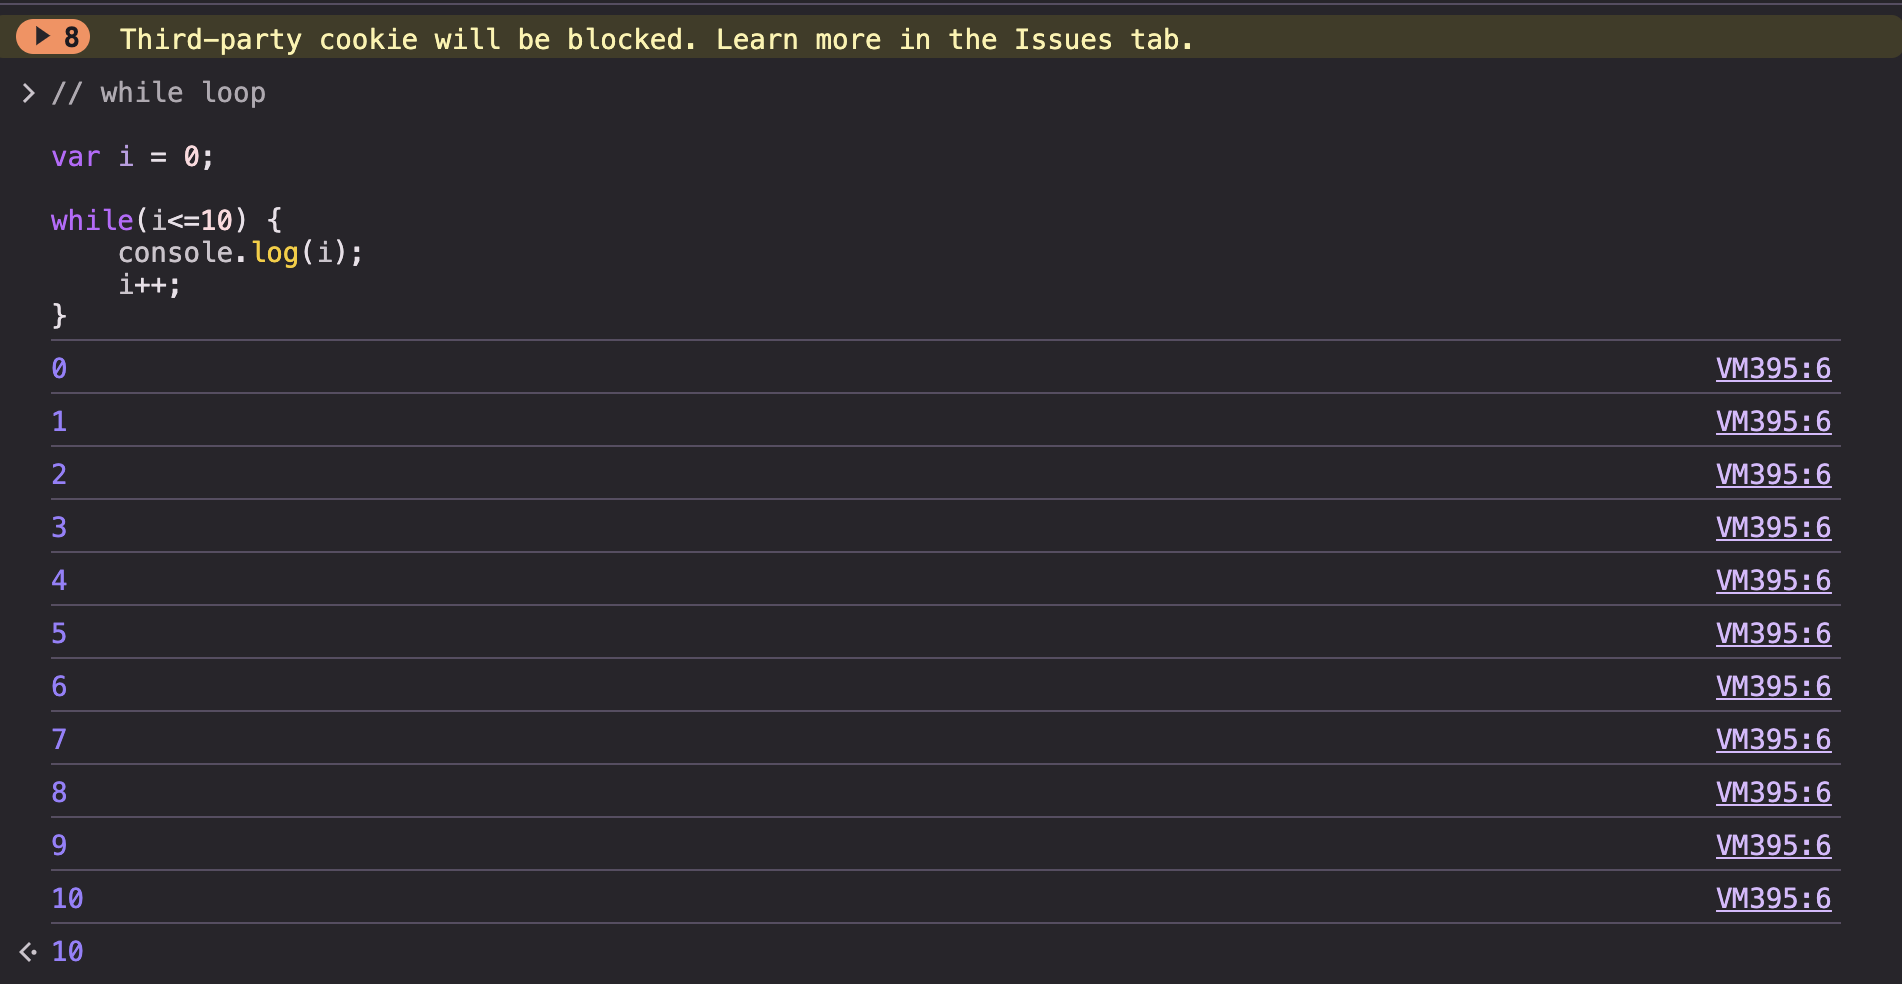 8 Third-party cookie will be blocked. Learn more in the Issues tab.
// while loop
var i = 0;
while(i<=10) {
    console.log(i);
    i++;
}
0 VM395:6
1 VM395:6
2 VM395:6
3 VM395:6
4 VM395:6
5 VM395:6
6 VM395:6
7 VM395:6
8 VM395:6
9 VM395:6
10 VM395:6
10